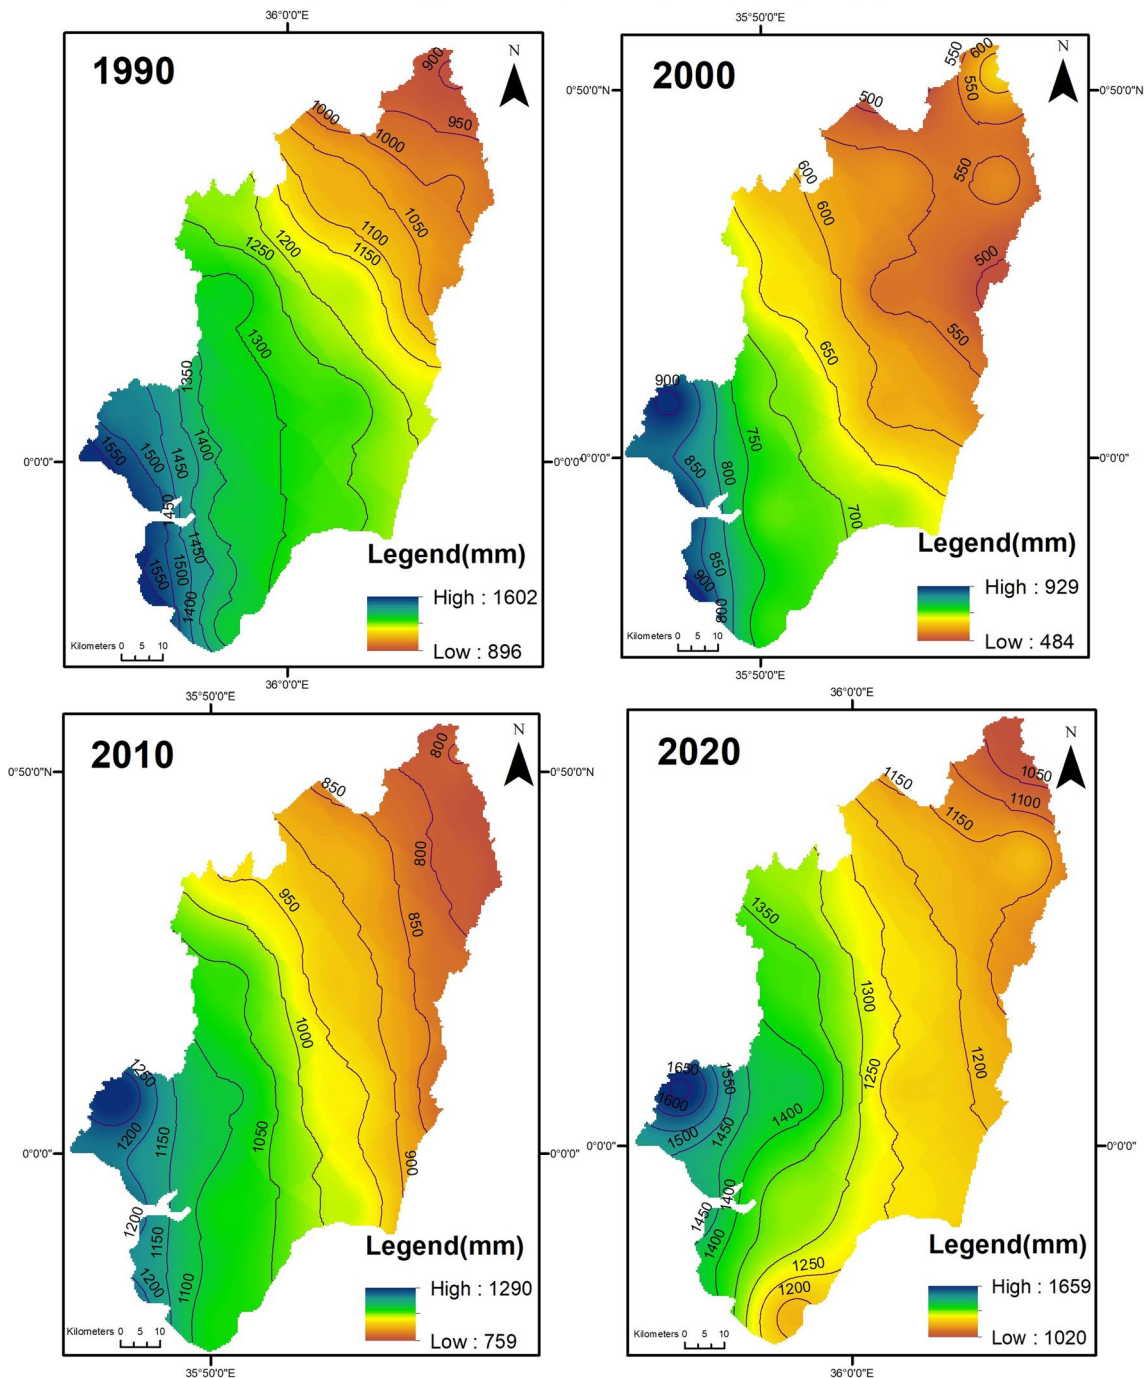 36°0'0"E
1990
N
900
950
1000
1000
1050
1100
1150
1200
1250
1300
1350
1400
1450
1500
1550
1450
1450
1500
1550
1400
0°0'0"
Legend(mm)
High : 1602
Low : 896
Kilometers 0 5 10
36°0'0"E
35°50'0"E
2000
N
0°50'0"N
0°50'0"N
550
600
550
500
550
600
600
500
550
650
900
750
850
800
700
850
900
800
0°0'0"
0°0'0"
Legend(mm)
High : 929
Low : 484
Kilometers 0 5 10
35°50'0"E
35°50'0"E
2010
N
0°50'0"N
0°50'0"N
800
850
800
850
950
1000
1250
1200
1150
1050
900
1200
1150
1200
1100
0°0'0"
0°0'0"
Legend(mm)
High : 1290
Low : 759
Kilometers 0 5 10
35°50'0"E
36°0'0"E
2020
N
1150
1050
1100
1150
1350
1300
1250
1200
1650
1550
1600
1500
1450
1400
1400
1450
1400
1250
1200
0°0'0"
Legend(mm)
High : 1659
Low : 1020
Kilometers 0 5 10
36°0'0"E